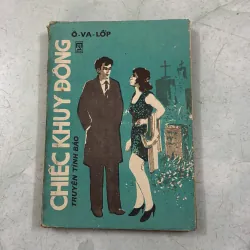 Ô-VA-LỐP
CHIẾC KHUY ĐỒNG
TRUYỆN TÌNH BÁO